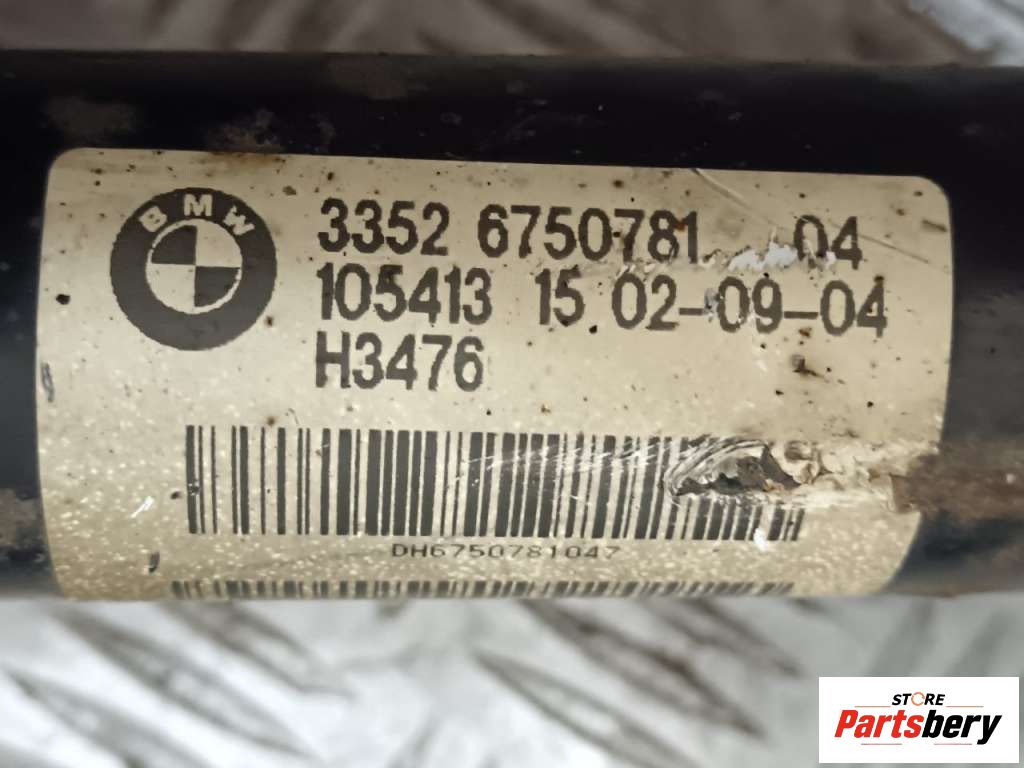 BMW
3352 6750781 04
105413 15 02-09-04
H3476
DH6750781047
STORE
Partsbery